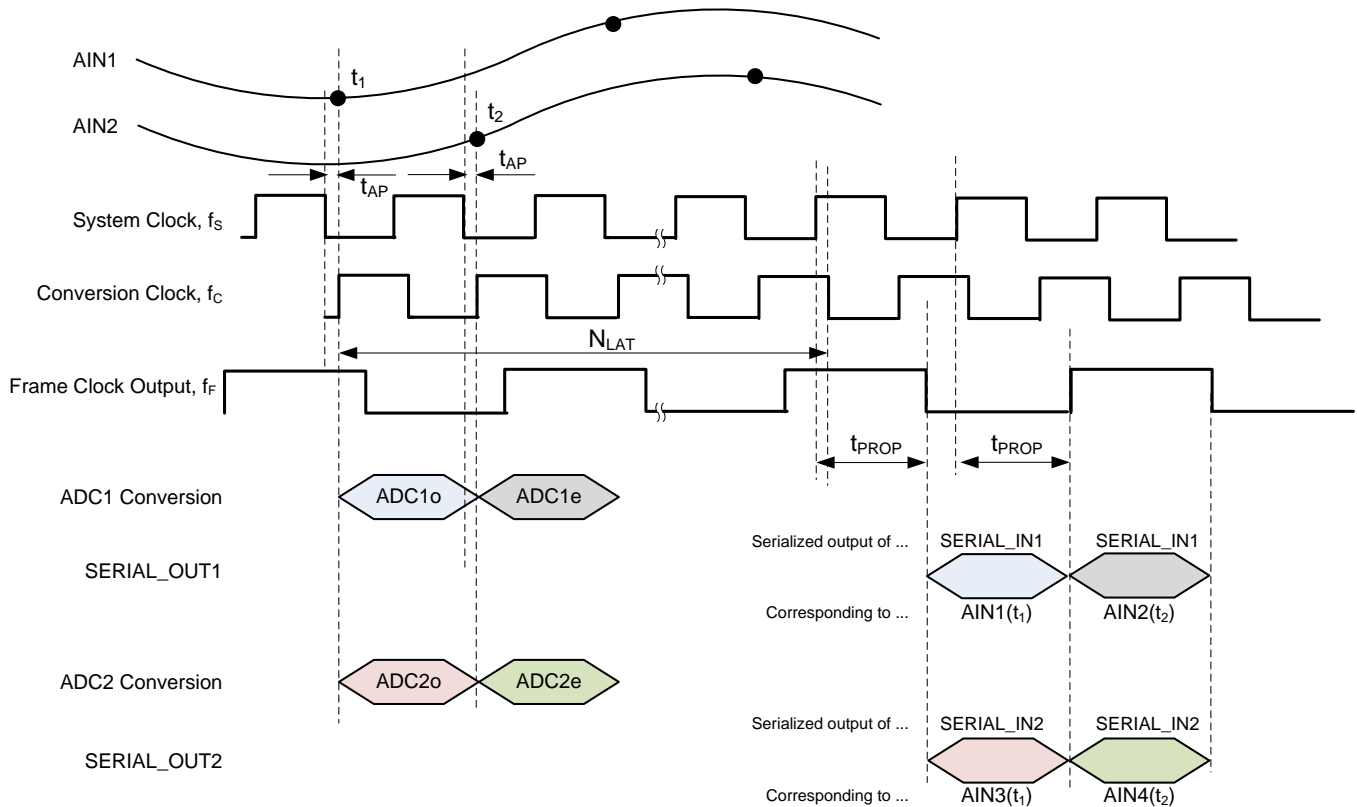 AIN1
t1
AIN2
t2
tAP
tAP
System Clock, fS
Conversion Clock, fC
NLAT
Frame Clock Output, fF
tPROP
tPROP
ADC1 Conversion
ADC1o
ADC1e
Serialized output of ...
SERIAL_IN1
SERIAL_IN1
SERIAL_OUT1
Corresponding to ...
AIN1(t1)
AIN2(t2)
ADC2 Conversion
ADC2o
ADC2e
Serialized output of ...
SERIAL_IN2
SERIAL_IN2
SERIAL_OUT2
Corresponding to ...
AIN3(t1)
AIN4(t2)